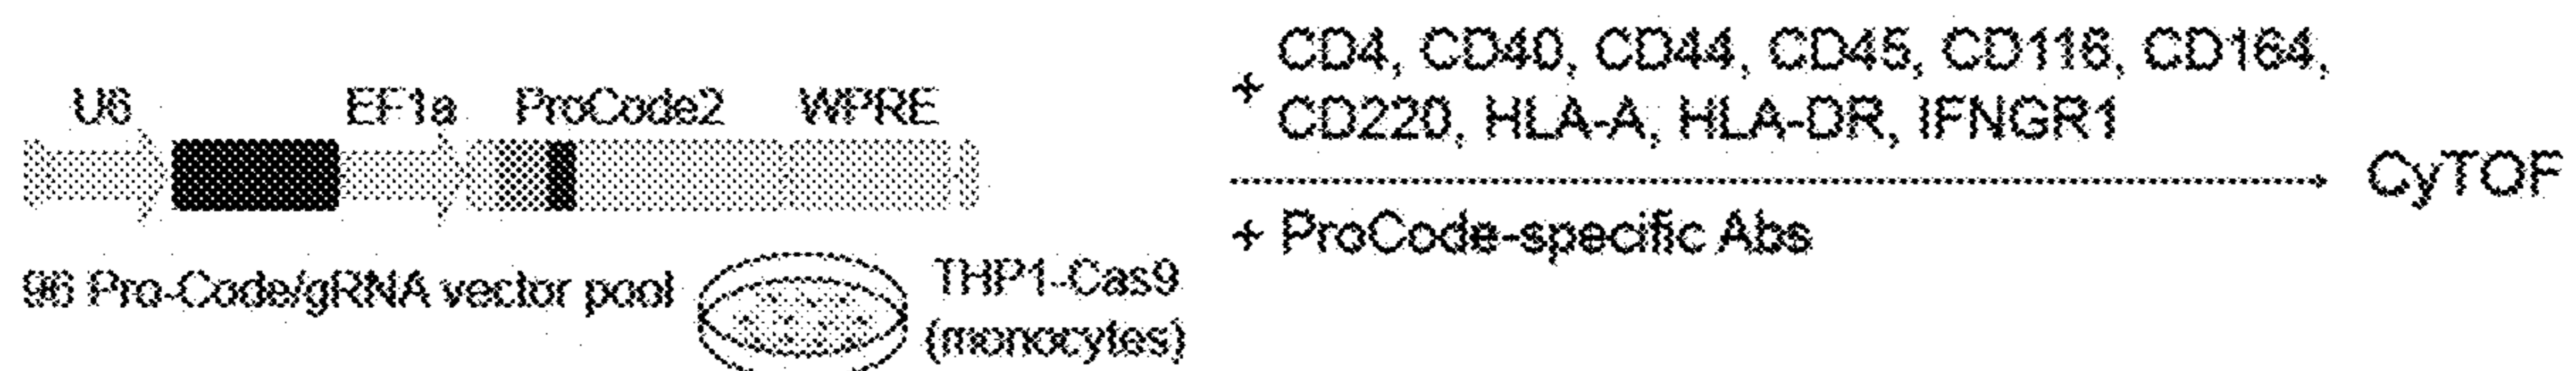 U6 EF1a ProCode2 WPRE
96 Pro-Code/gRNA vector pool
THP1-Cas9
(monocytes)
+ CD4, CD40, CD44, CD45, CD116, CD164,
CD220, HLA-A, HLA-DR, IFNGR1
+ ProCode-specific Abs
CyTOF